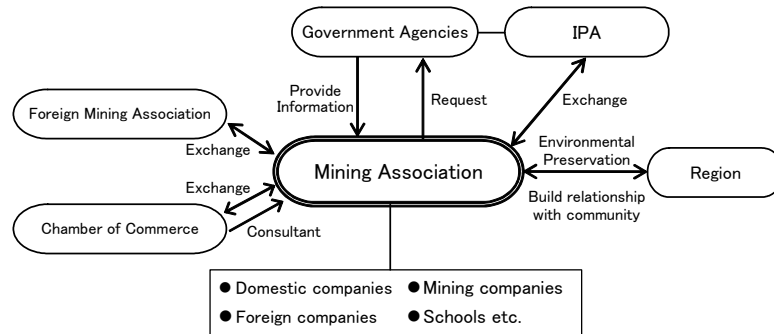 Government Agencies
IPA
Provide
Information
Request
Exchange
Foreign Mining Association
Exchange
Environmental
Preservation
Mining Association
Region
Exchange
Build relationship
with community
Chamber of Commerce
Consultant
● Domestic companies ● Mining companies
● Foreign companies ● Schools etc.